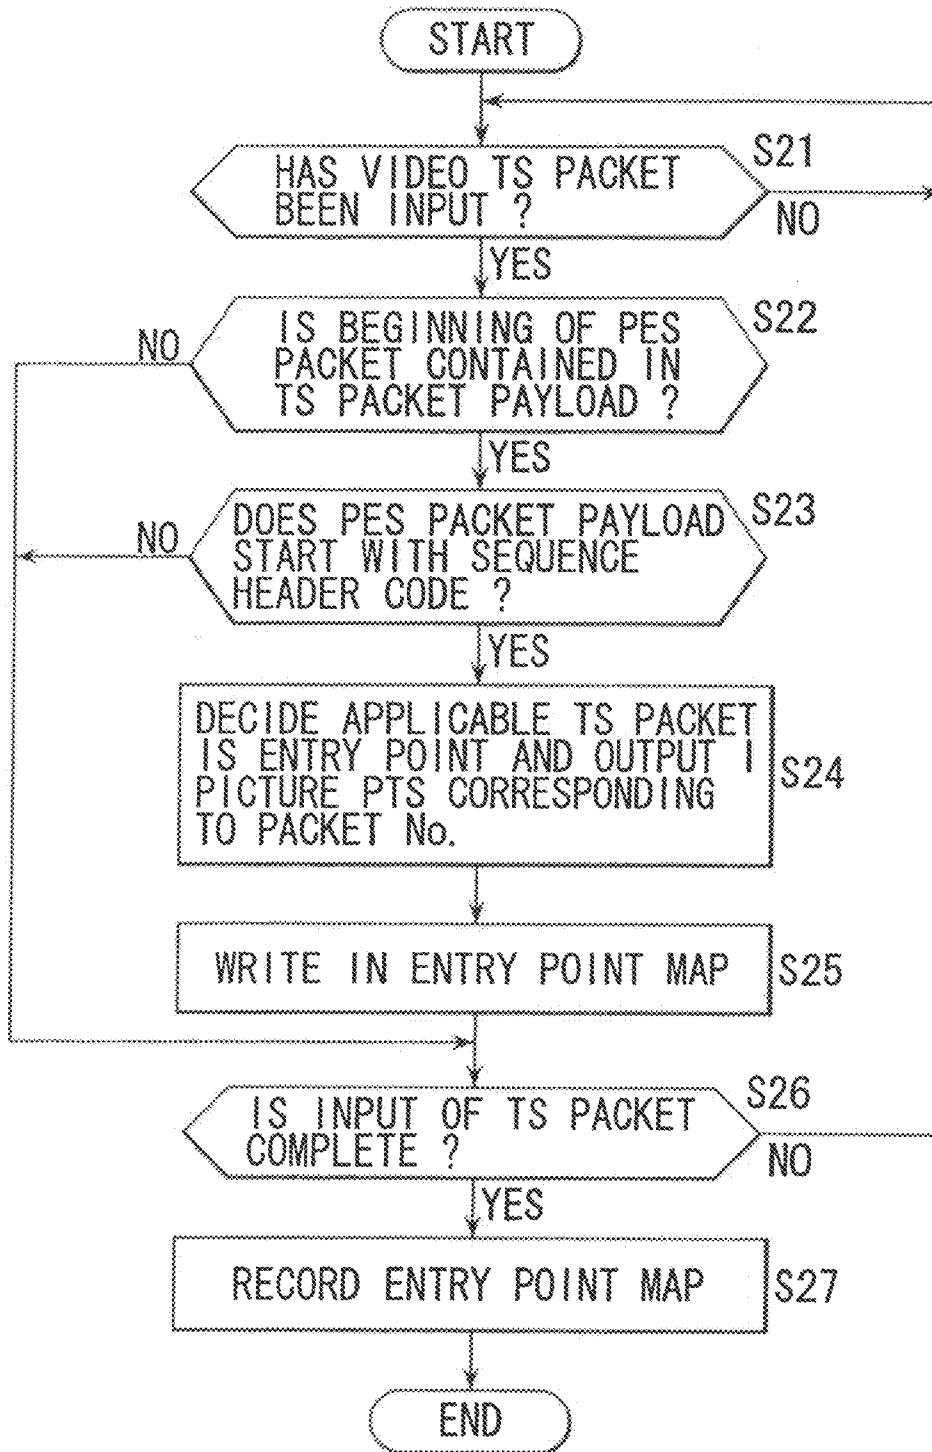 START
HAS VIDEO TS PACKET
BEEN INPUT ?
S21
NO
YES
IS BEGINNING OF PES
PACKET CONTAINED IN
TS PACKET PAYLOAD ?
S22
NO
YES
DOES PES PACKET PAYLOAD
START WITH SEQUENCE
HEADER CODE ?
S23
NO
YES
DECIDE APPLICABLE TS PACKET
IS ENTRY POINT AND OUTPUT I
PICTURE PTS CORRESPONDING
TO PACKET No.
S24
WRITE IN ENTRY POINT MAP
S25
IS INPUT OF TS PACKET
COMPLETE ?
S26
NO
YES
RECORD ENTRY POINT MAP
S27
END